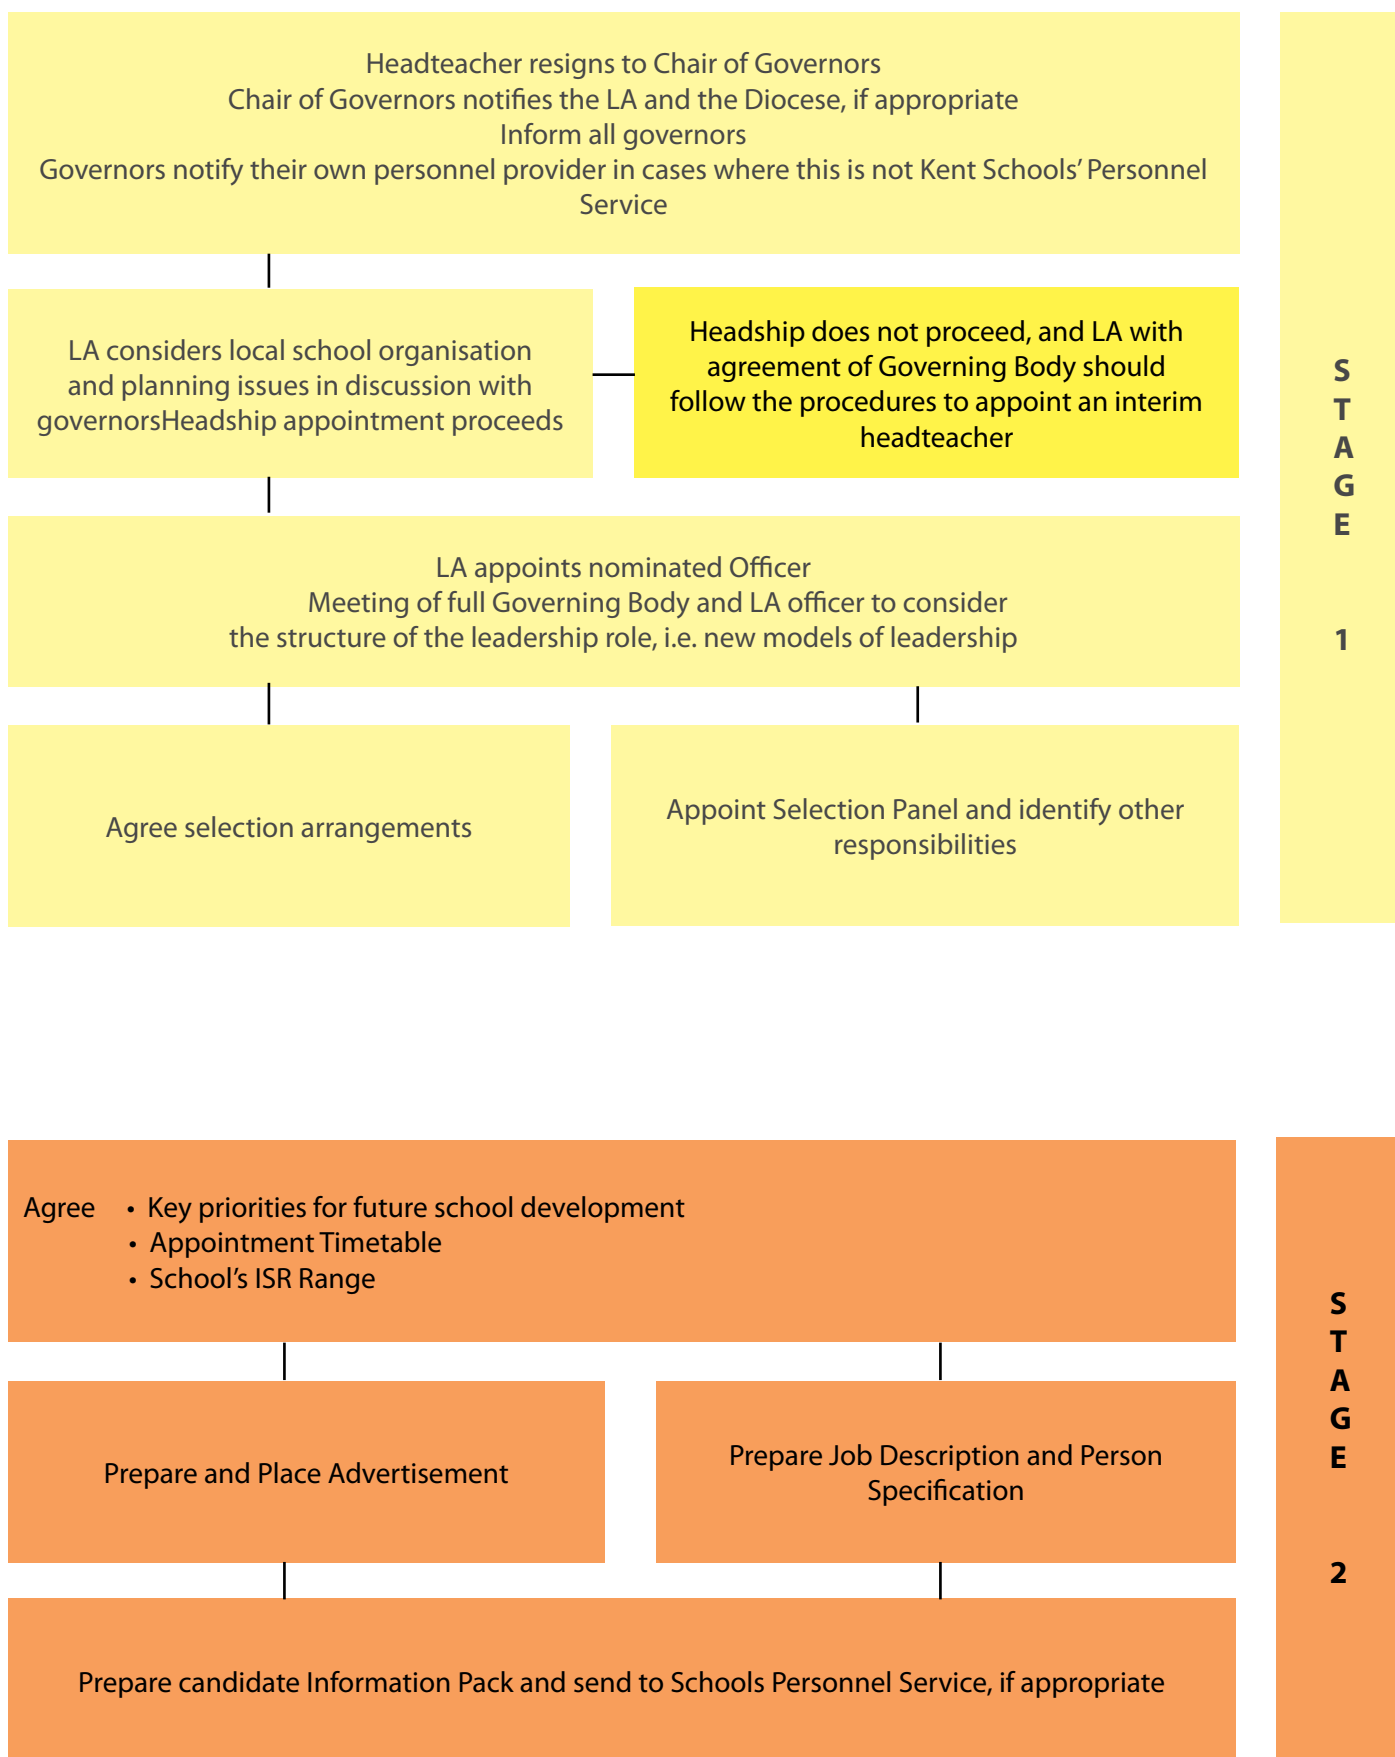 Headteacher resigns to Chair of Governors
Chair of Governors notifies the LA and the Diocese, if appropriate
Inform all governors
Governors notify their own personnel provider in cases where this is not Kent Schools’ Personnel
Service
LA considers local school organisation
and planning issues in discussion with
governorsHeadship appointment proceeds
Headship does not proceed, and LA with
agreement of Governing Body should
follow the procedures to appoint an interim
headteacher
LA appoints nominated Officer
Meeting of full Governing Body and LA officer to consider
the structure of the leadership role, i.e. new models of leadership
Agree selection arrangements
Appoint Selection Panel and identify other
responsibilities
S
T
A
G
E
1
Agree • Key priorities for future school development
• Appointment Timetable
• School’s ISR Range
Prepare and Place Advertisement
Prepare Job Description and Person
Specification
Prepare candidate Information Pack and send to Schools Personnel Service, if appropriate
S
T
A
G
E
2